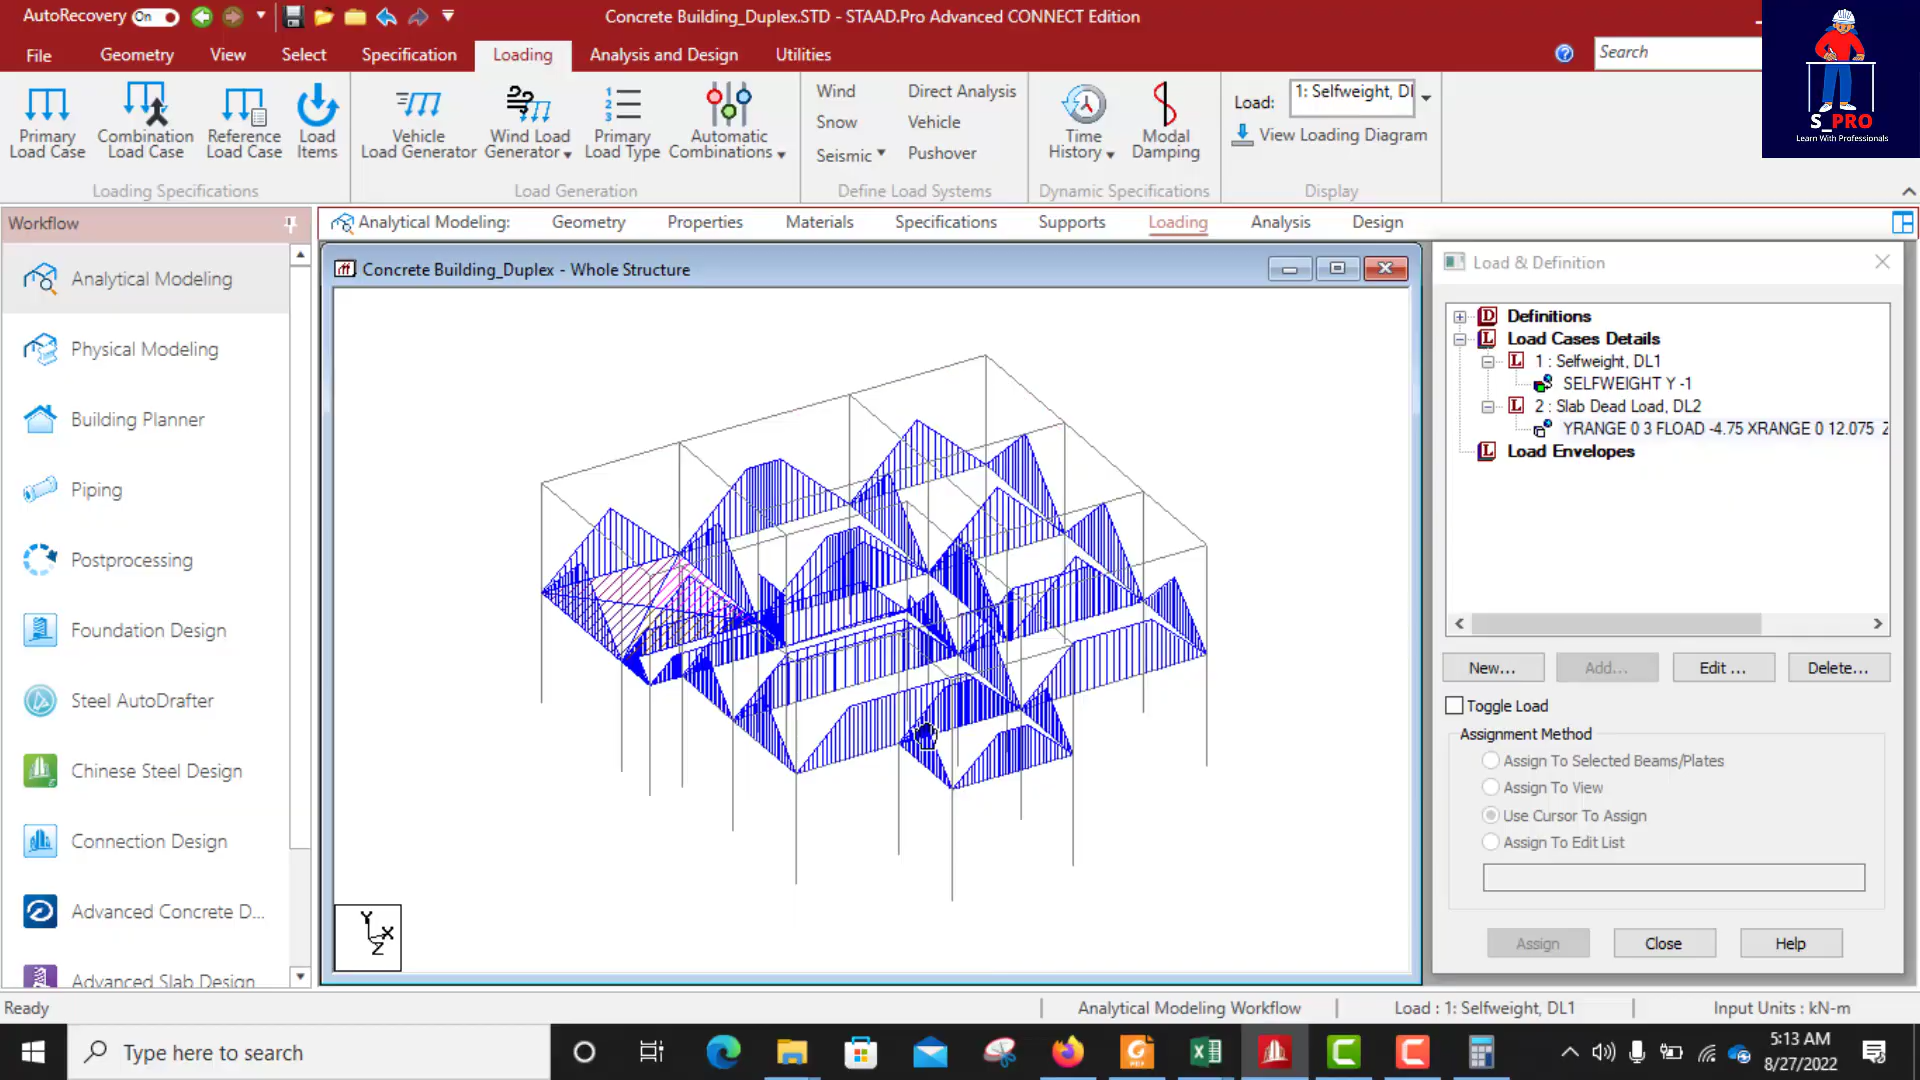 AutoRecovery On
Concrete Building_Duplex.STD - STAAD.Pro Advanced CONNECT Edition
File
Geometry
View
Select
Specification
Loading
Analysis and Design
Utilities
Search
Primary Load Case
Combination Load Case
Reference Load Case
Load Items
Loading Specifications
Vehicle Load Generator
Wind Load Generator
Primary Load Type
Automatic Combinations
Load Generation
Wind
Snow
Seismic
Direct Analysis
Vehicle
Pushover
Define Load Systems
Time History
Modal Damping
Dynamic Specifications
Load: 1: Selfweight, DL
View Loading Diagram
Display
S_PRO
Learn With Professionals
Workflow
Analytical Modeling:
Geometry
Properties
Materials
Specifications
Supports
Loading
Analysis
Design
Analytical Modeling
Physical Modeling
Building Planner
Piping
Postprocessing
Foundation Design
Steel AutoDrafter
Chinese Steel Design
Connection Design
Advanced Concrete D...
Advanced Slab Design
Concrete Building_Duplex - Whole Structure
Y
X
Z
Load & Definition
Definitions
Load Cases Details
1 : Selfweight, DL1
SELFWEIGHT Y -1
2 : Slab Dead Load, DL2
YRANGE 0 3 FLOAD -4.75 XRANGE 0 12.075 Z
Load Envelopes
New...
Add...
Edit ...
Delete...
Toggle Load
Assignment Method
Assign To Selected Beams/Plates
Assign To View
Use Cursor To Assign
Assign To Edit List
Assign
Close
Help
Ready
Analytical Modeling Workflow
Load : 1: Selfweight, DL1
Input Units : kN-m
Type here to search
5:13 AM
8/27/2022